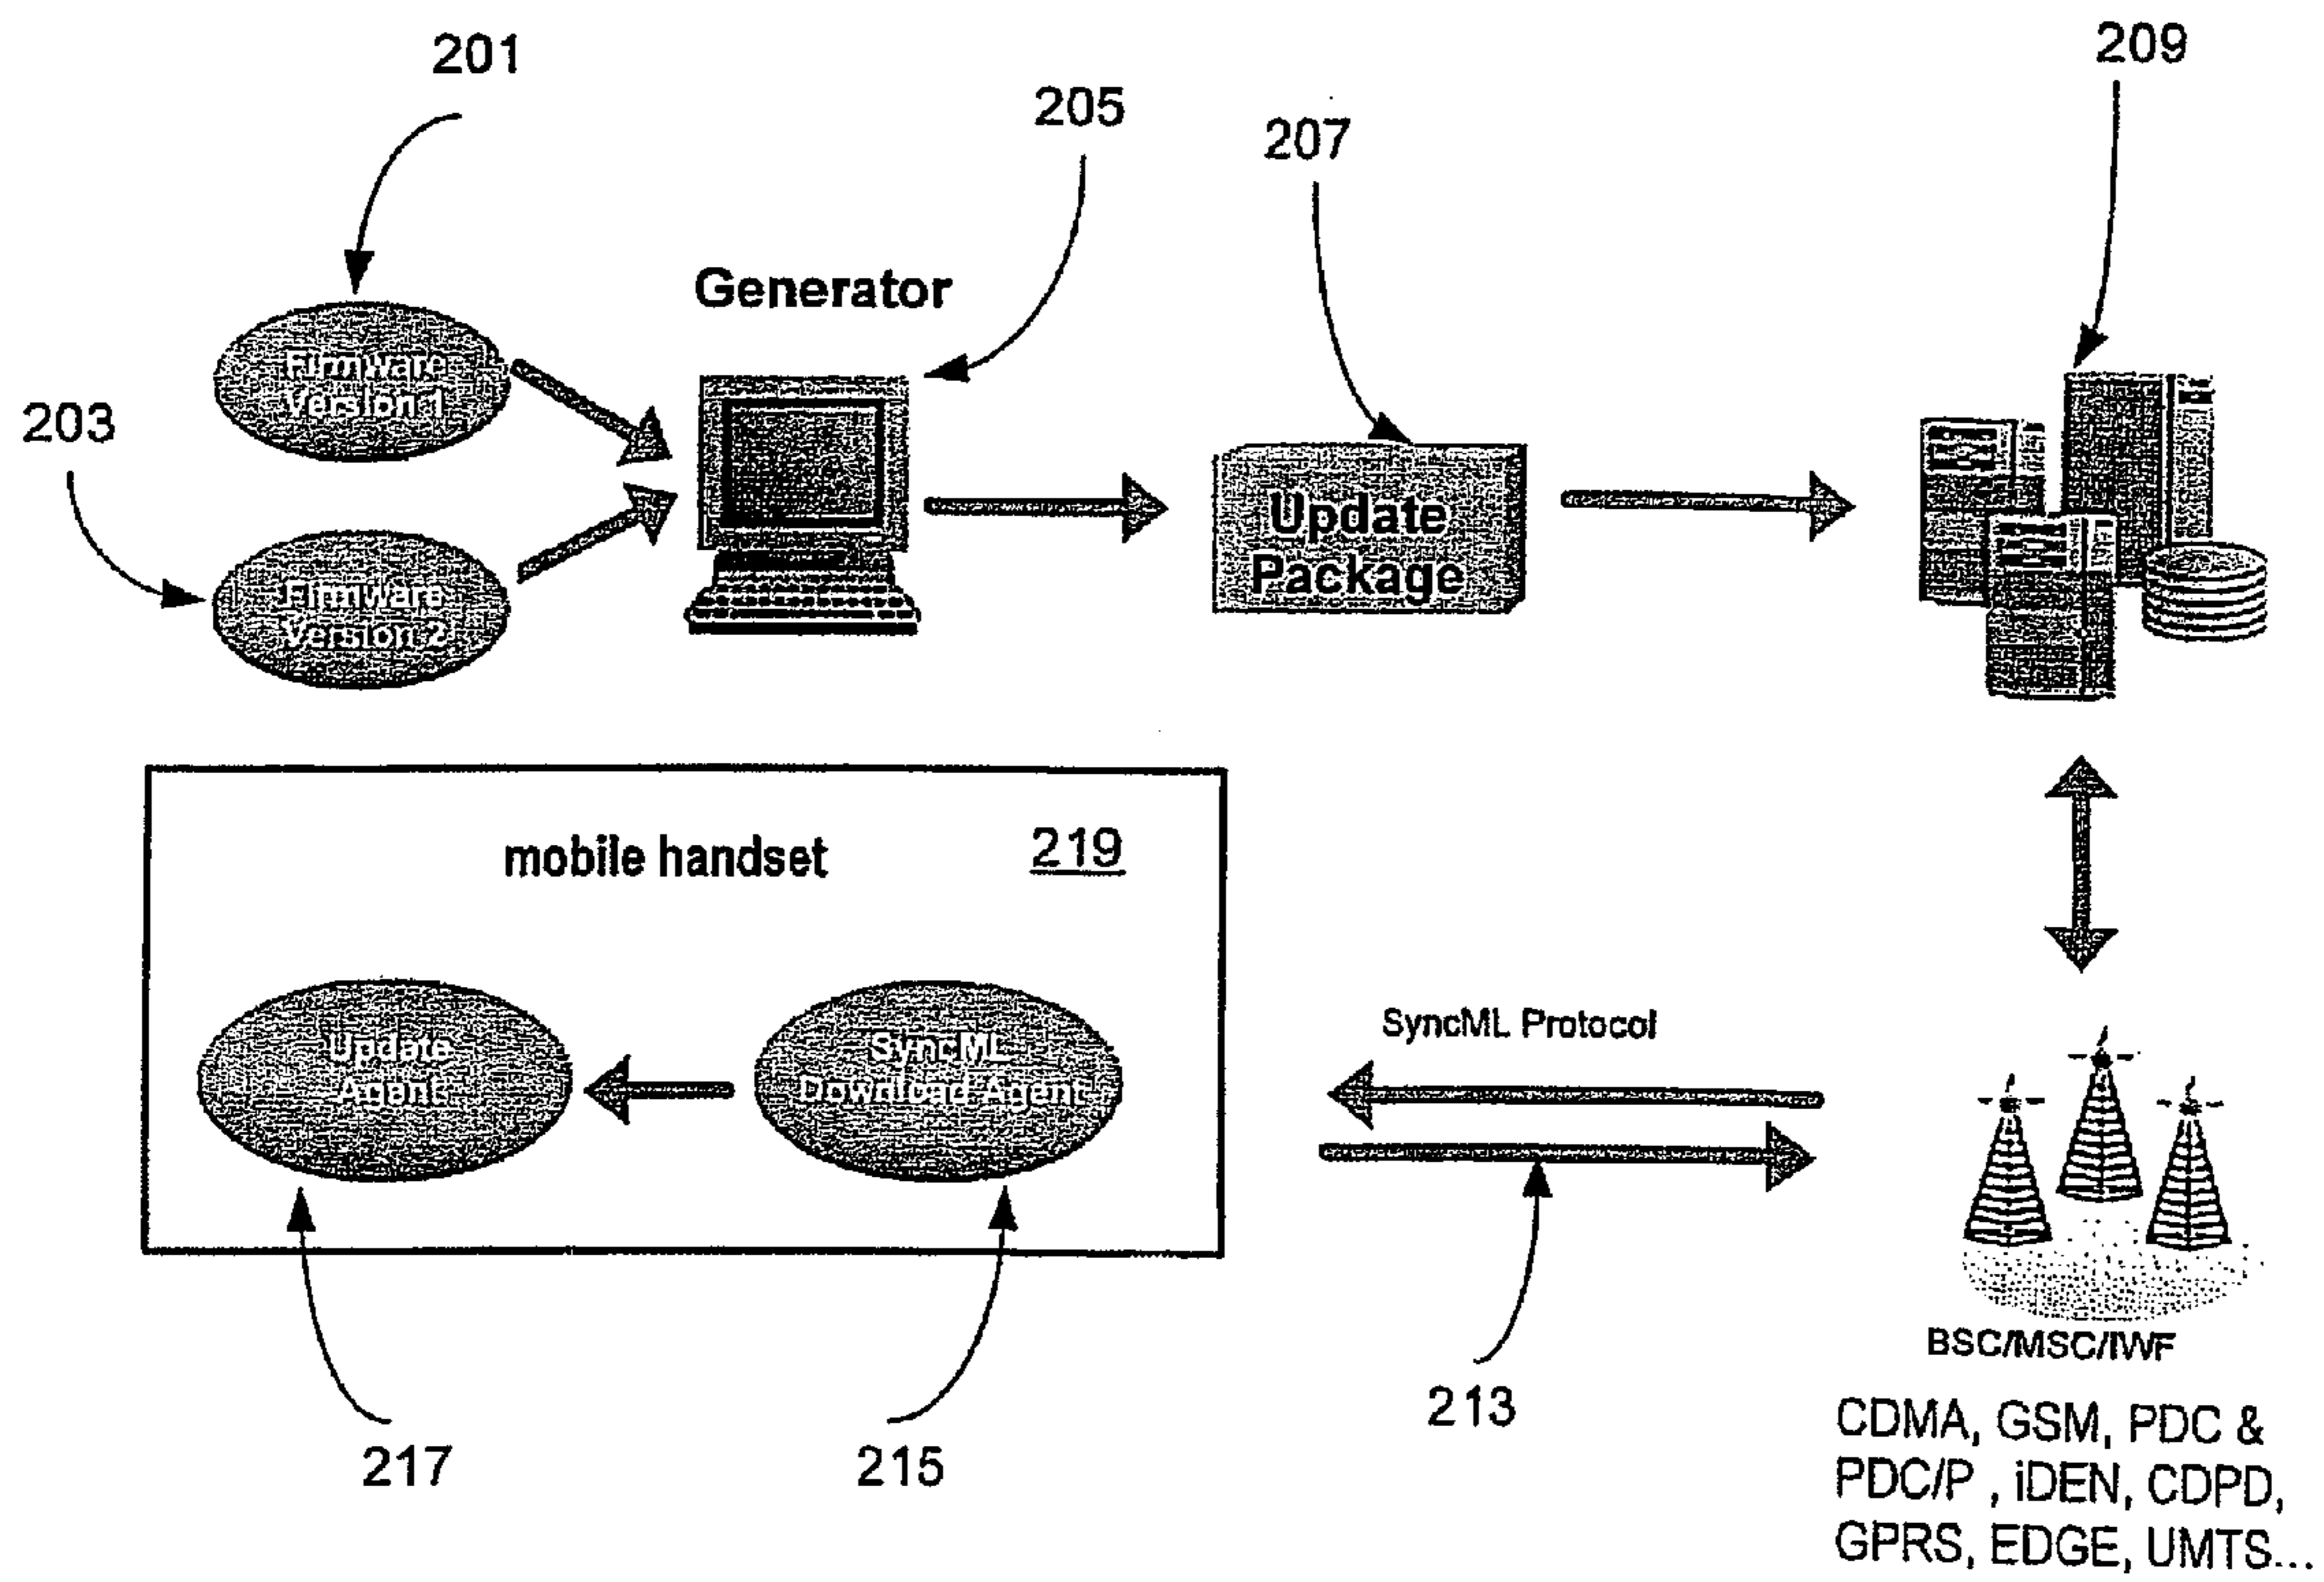 201
209
205
207
Generator
Firmware
Version 1
203
Update
Package
Firmware
Version 2
mobile handset
219
SyncML Protocol
Update
Agent
SyncML
Download Agent
BSC/MSC/IWF
213
CDMA, GSM, PDC &
PDC/P , iDEN, CDPD,
GPRS, EDGE, UMTS...
217
215